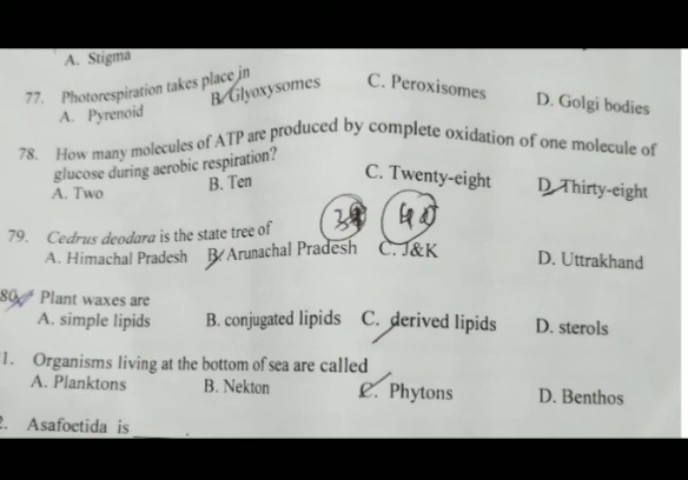 A. Stigma
77. Photorespiration takes place in
A. Pyrenoid B. Glyoxysomes C. Peroxisomes D. Golgi bodies
78. How many molecules of ATP are produced by complete oxidation of one molecule of
glucose during aerobic respiration?
A. Two B. Ten C. Twenty-eight D. Thirty-eight
79. Cedrus deodara is the state tree of
A. Himachal Pradesh B. Arunachal Pradesh C. J&K D. Uttrakhand
80. Plant waxes are
A. simple lipids B. conjugated lipids C. derived lipids D. sterols
1. Organisms living at the bottom of sea are called
A. Planktons B. Nekton C. Phytons D. Benthos
2. Asafoetida is ______.